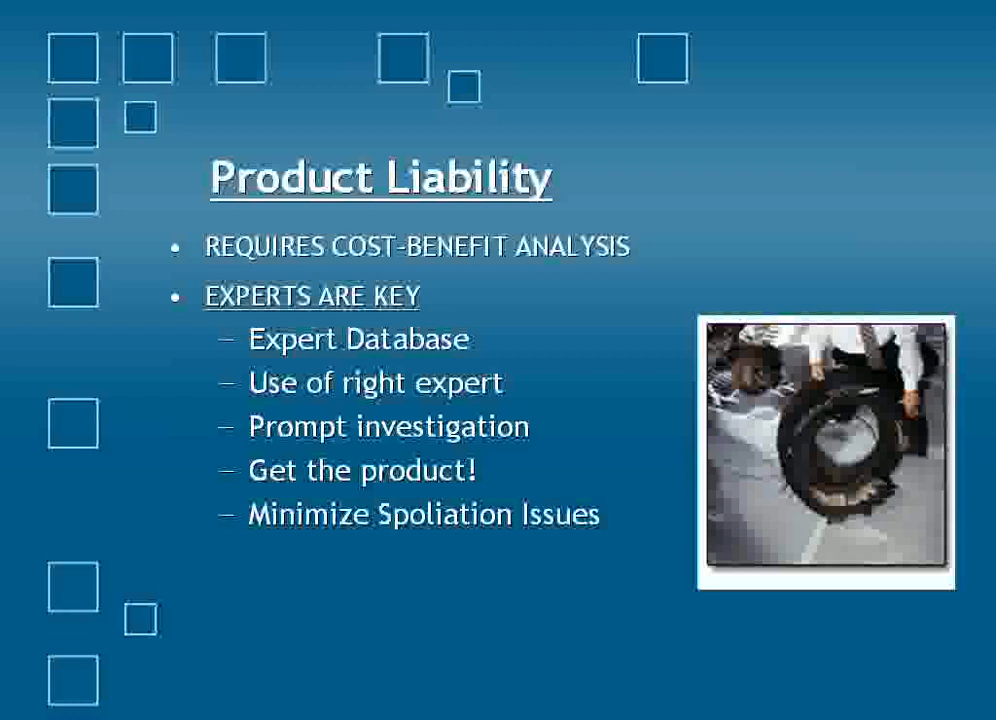 Product Liability
• REQUIRES COST-BENEFIT ANALYSIS
• EXPERTS ARE KEY
– Expert Database
– Use of right expert
– Prompt investigation
– Get the product!
– Minimize Spoliation Issues